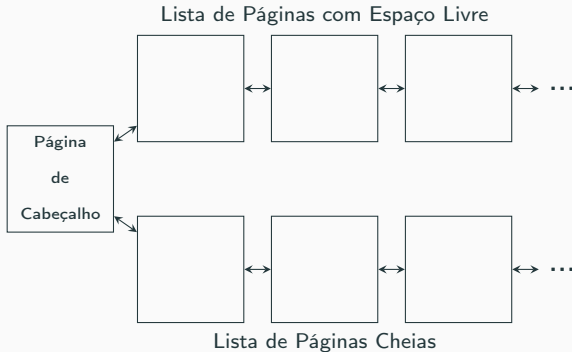 Lista de Páginas com Espaço Livre
Página
de
Cabeçalho
...
...
Lista de Páginas Cheias